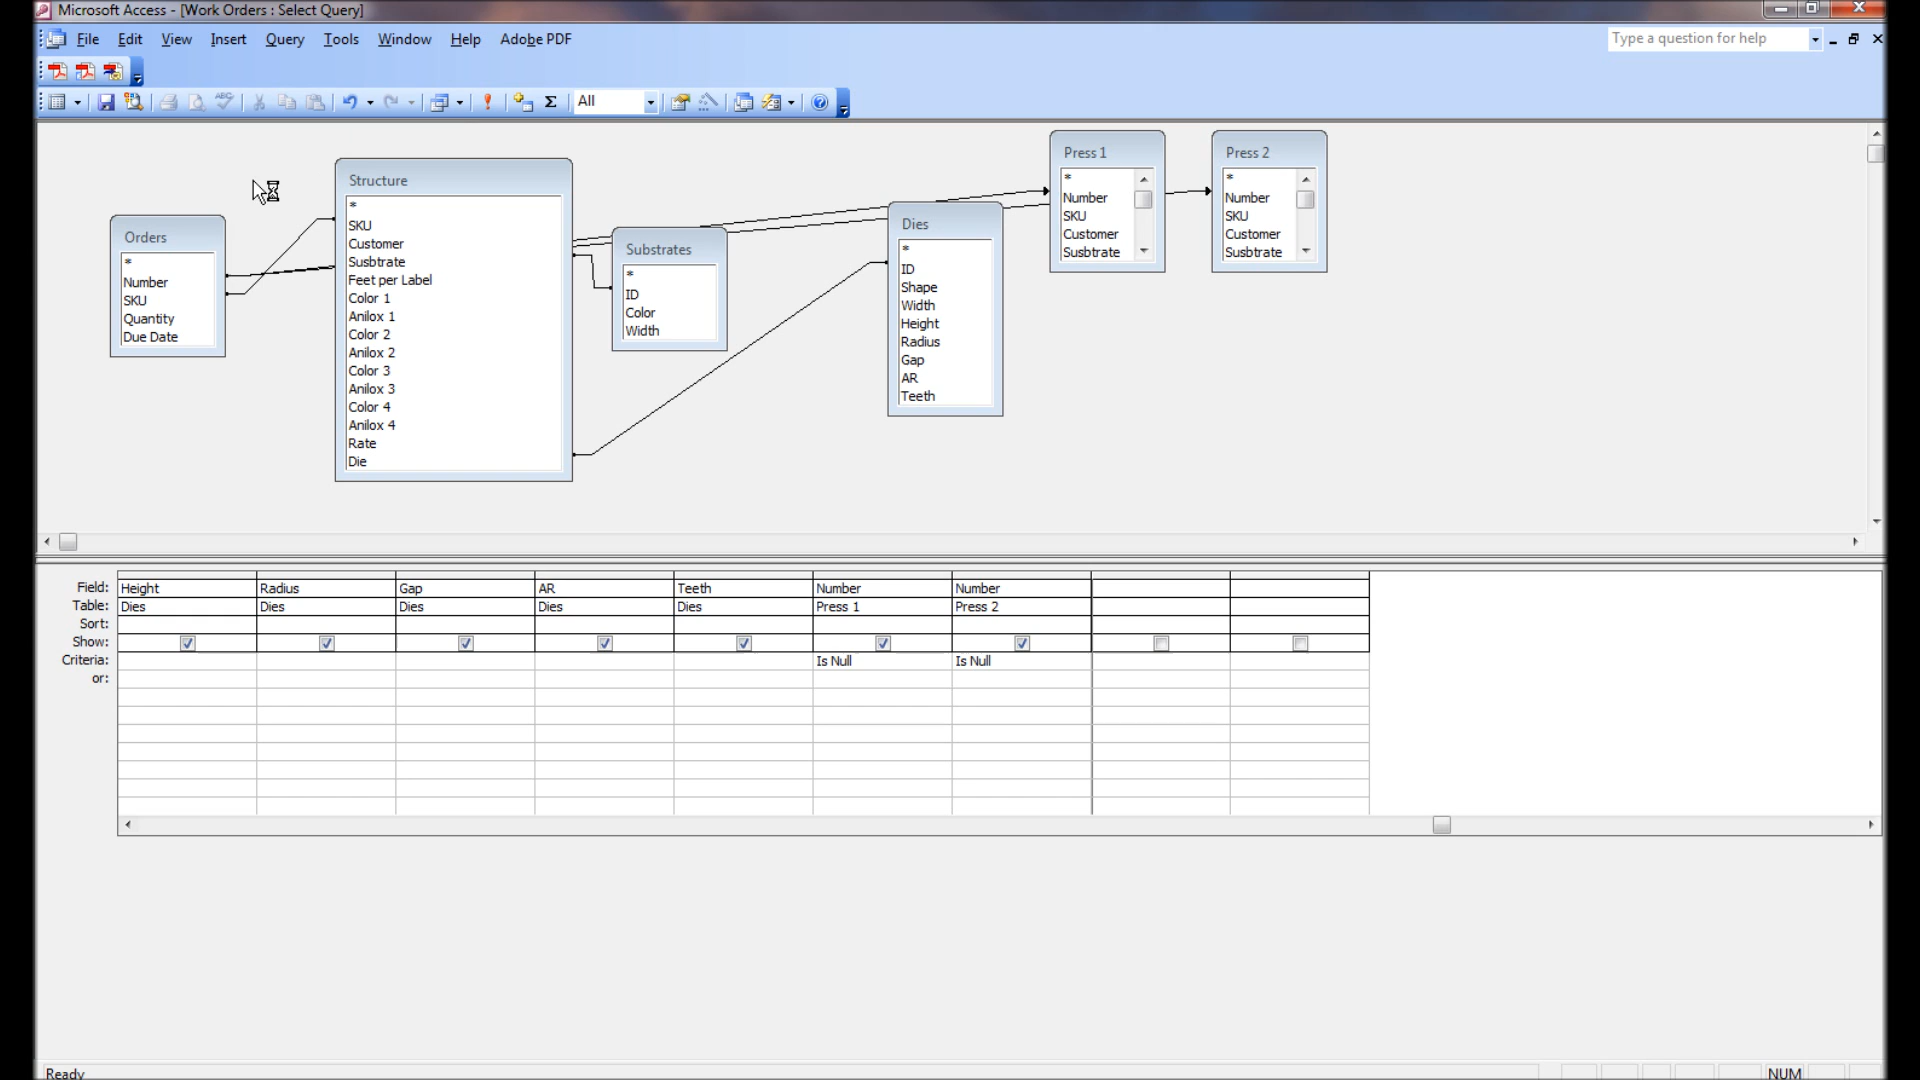 Microsoft Access - [Work Orders : Select Query]
File Edit View Insert Query Tools Window Help Adobe PDF
Type a question for help
All
Orders
*
Number
SKU
Quantity
Due Date
Structure
*
SKU
Customer
Susbtrate
Feet per Label
Color 1
Anilox 1
Color 2
Anilox 2
Color 3
Anilox 3
Color 4
Anilox 4
Rate
Die
Substrates
*
ID
Color
Width
Dies
*
ID
Shape
Width
Height
Radius
Gap
AR
Teeth
Press 1
*
Number
SKU
Customer
Susbtrate
Press 2
*
Number
SKU
Customer
Susbtrate
Field: Height Radius Gap AR Teeth Number Number
Table: Dies Dies Dies Dies Dies Press 1 Press 2
Sort:
Show:
Criteria: Is Null Is Null
or:
Ready
NUM